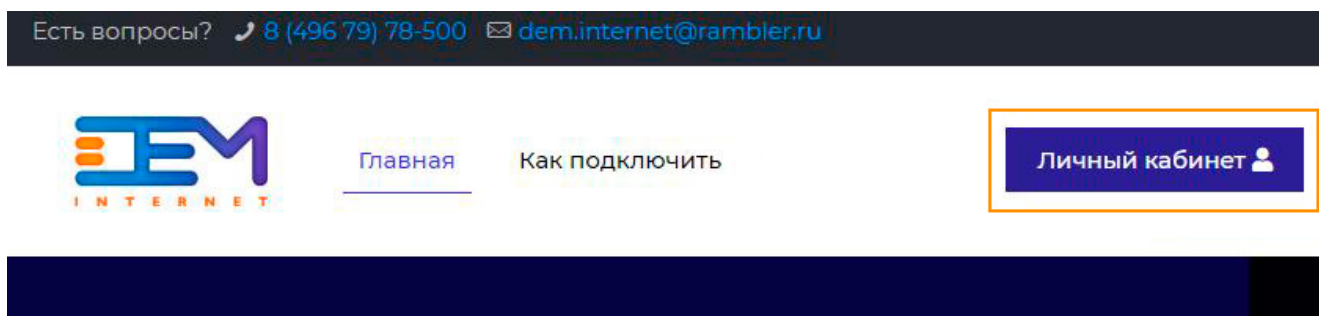 Есть вопросы? 8 (496 79) 78-500 dem.internet@rambler.ru
DEM
INTERNET
Главная Как подключить Личный кабинет